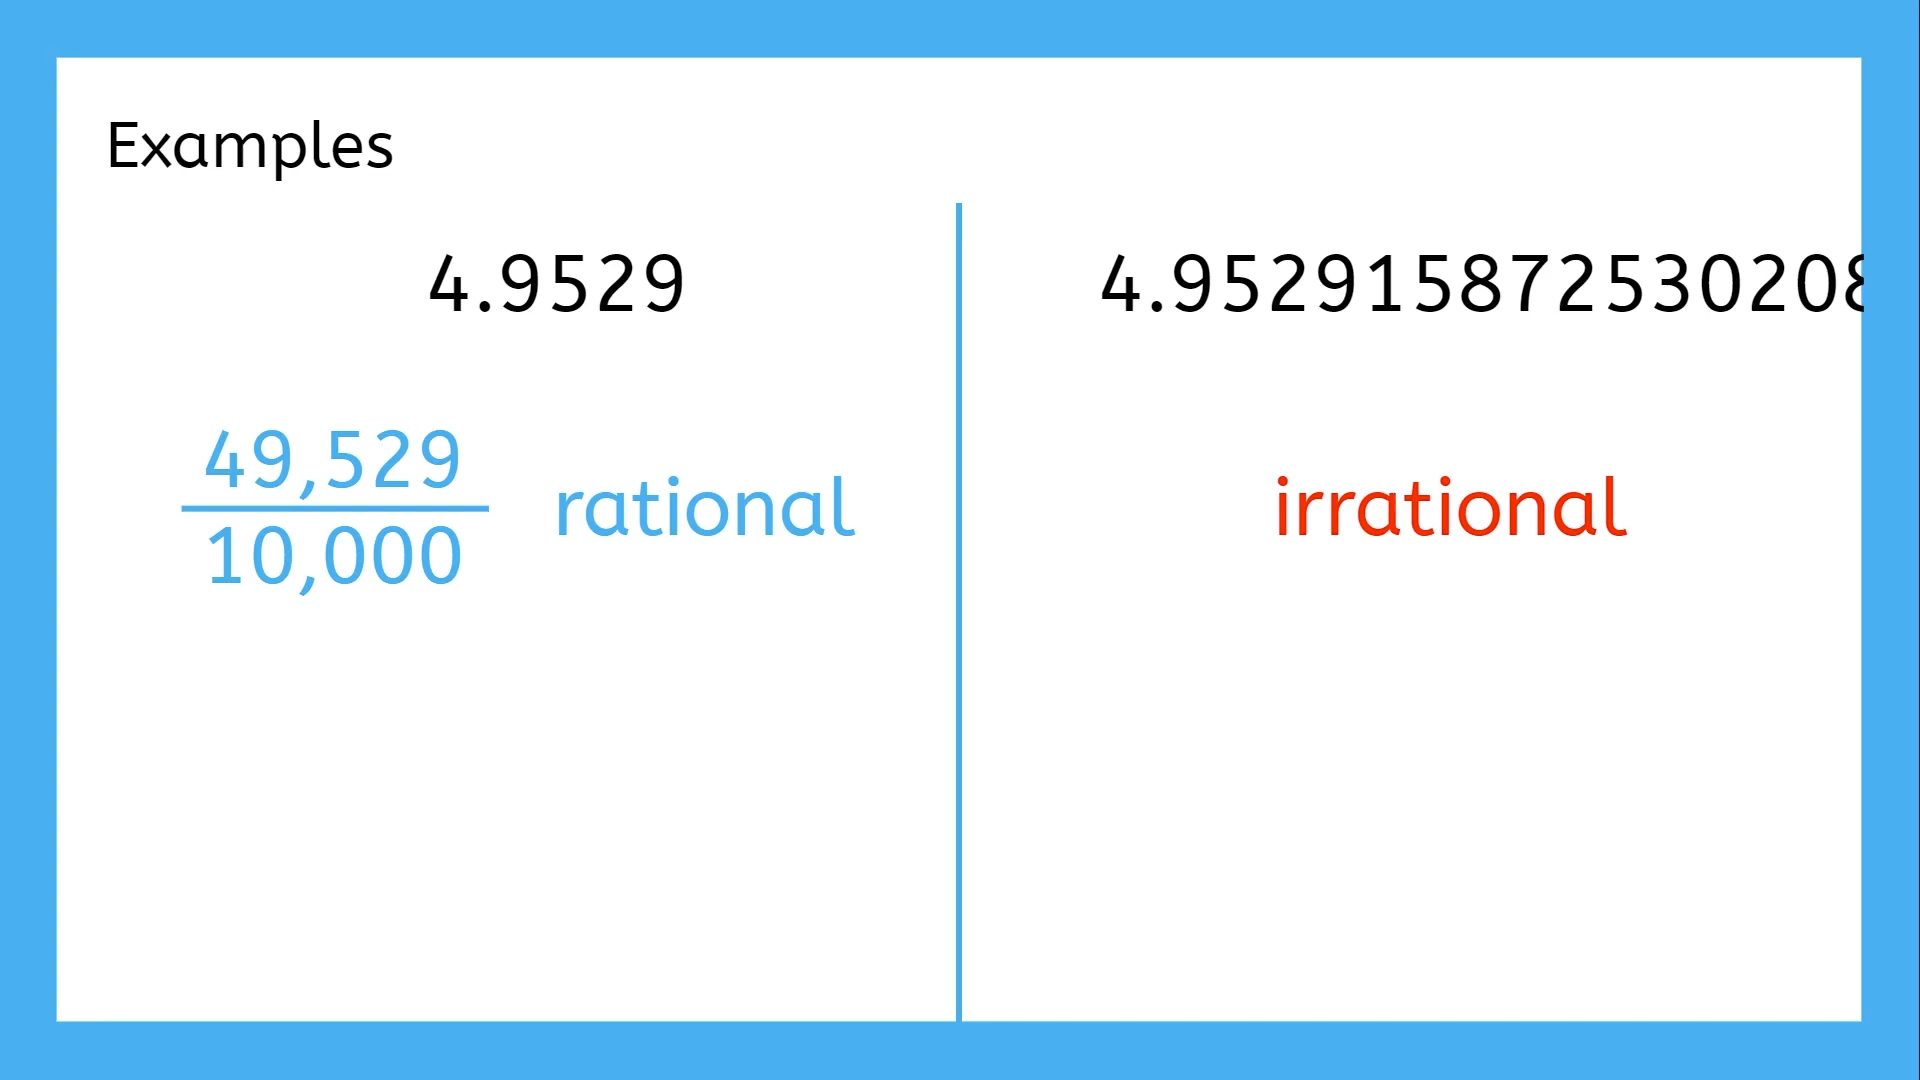 Examples
4.9529
49,529
10,000
rational
4.952915872530208
irrational